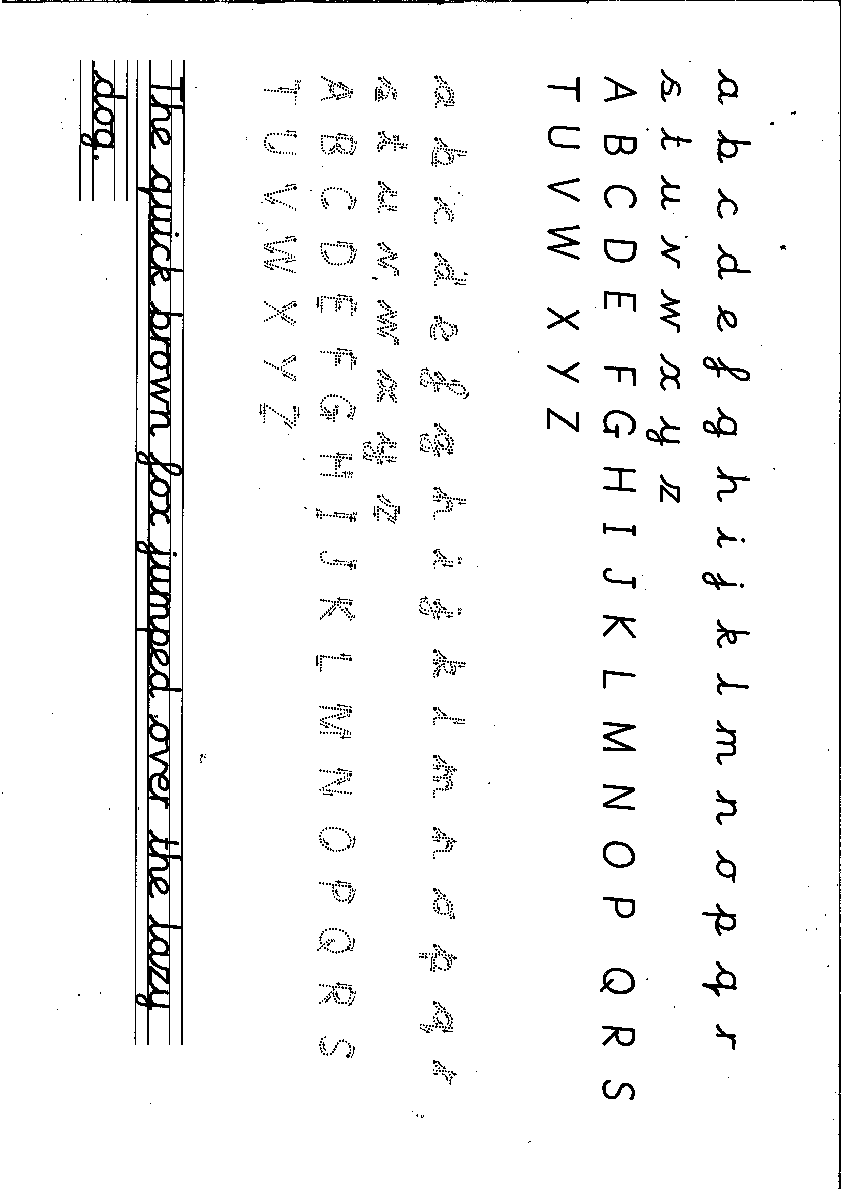 a b c d e f g h i j k l m n o p q r
s t u v w x y z
A B C D E F G H I J K L M N O P Q R S
T U V W X Y Z
a b c d e f g h i j k l m n o p q r
s t u v w x y z
A B C D E F G H I J K L M N O P Q R S
T U V W X Y Z
The quick brown fox jumped over the lazy
dog.